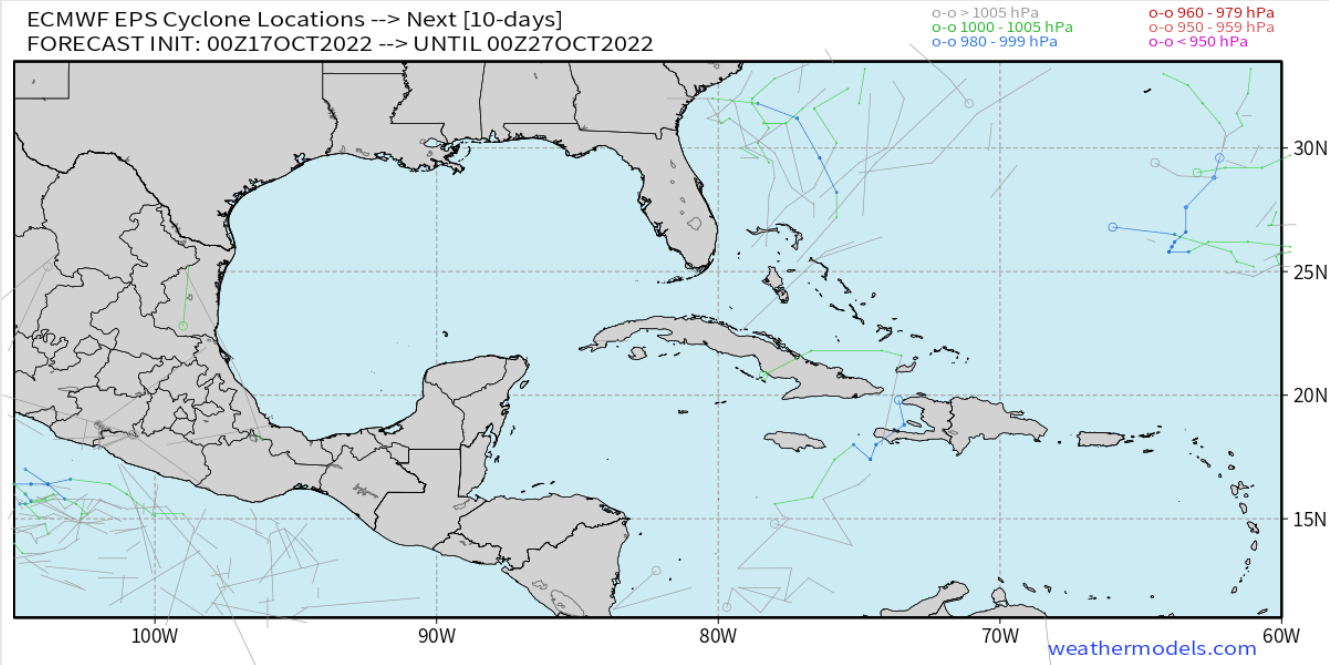 ECMWF EPS Cyclone Locations --> Next [10-days]
FORECAST INIT: 00Z17OCT2022 --> UNTIL 00Z27OCT2022
o-o > 1005 hPa
o-o 1000 - 1005 hPa
o-o 980 - 999 hPa
o-o 960 - 979 hPa
o-o 950 - 959 hPa
o-o < 950 hPa
30N
25N
20N
15N
100W
90W
80W
70W
60W
weathermodels.com